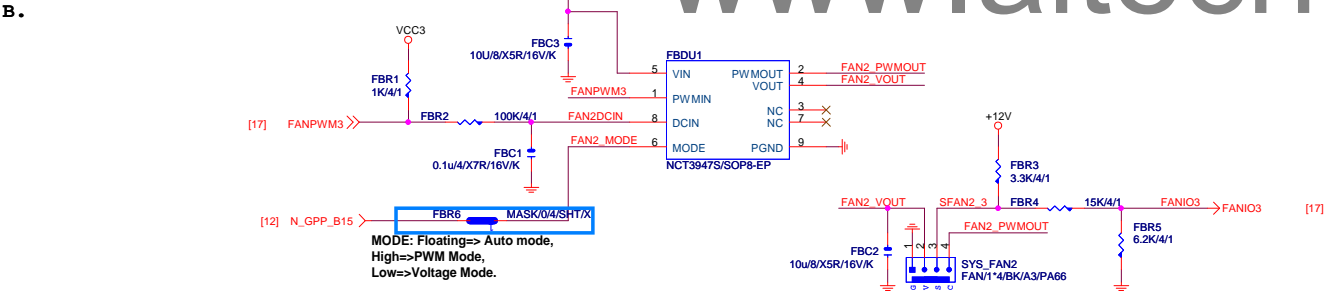 B.
VCC3
FBC3
10U/8/X5R/16V/K
FBR1
1K/4/1
FBDU1
5 VIN
1 PWMIN
8 DCIN
6 MODE
PWMOUT 2
VOUT 4
NC 3
NC 7
PGND 9
NCT3947S/SOP8-EP
FANPWM3
FAN2_PWMOUT
FAN2_VOUT
[17] FANPWM3
FBR2 100K/4/1
FAN2DCIN
FAN2_MODE
FBC1
0.1u/4/X7R/16V/K
[12] N_GPP_B15
FBR6 MASK/0/4/SHT/X
MODE: Floating=> Auto mode,
High=>PWM Mode,
Low=>Voltage Mode.
+12V
FBR3
3.3K/4/1
FAN2_VOUT
SFAN2_3
FBR4 15K/4/1
FANIO3
FANIO3 [17]
FAN2_PWMOUT
FBR5
6.2K/4/1
FBC2
10u/8/X5R/16V/K
1 2 3 4
G V S C
SYS_FAN2
FAN/1*4/BK/A3/PA66